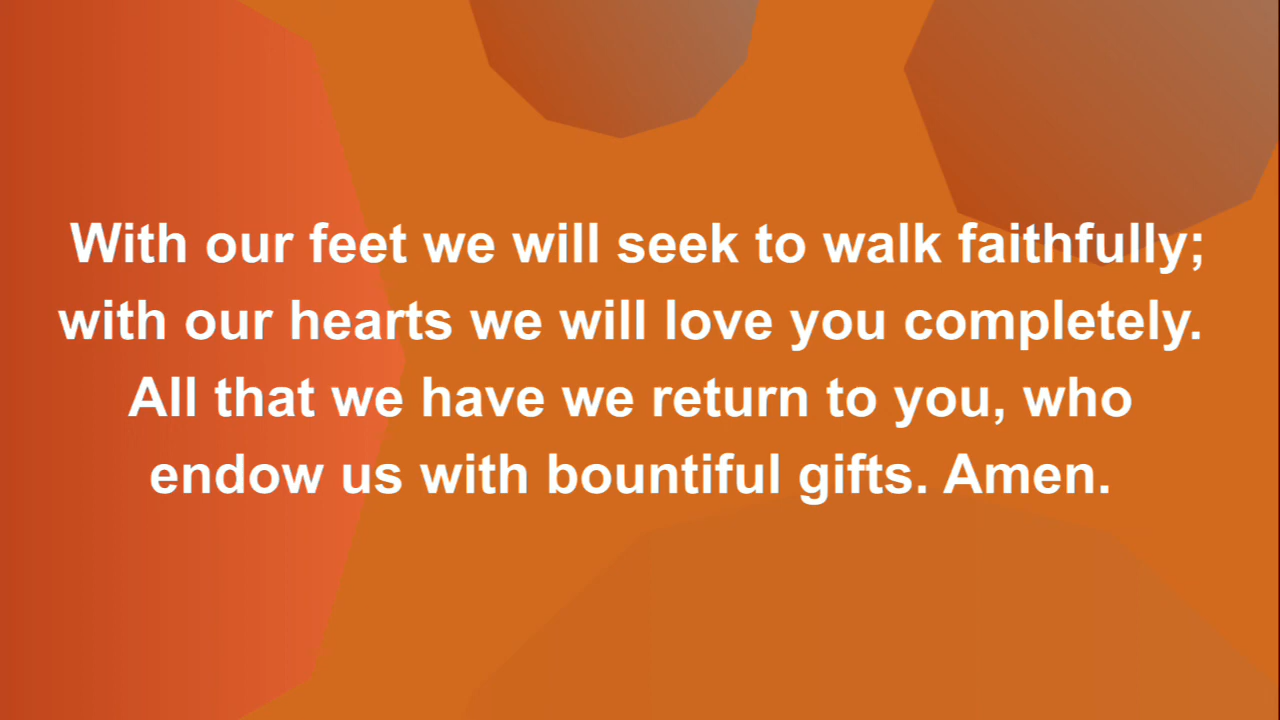 With our feet we will seek to walk faithfully;
with our hearts we will love you completely.
All that we have we return to you, who
endow us with bountiful gifts. Amen.